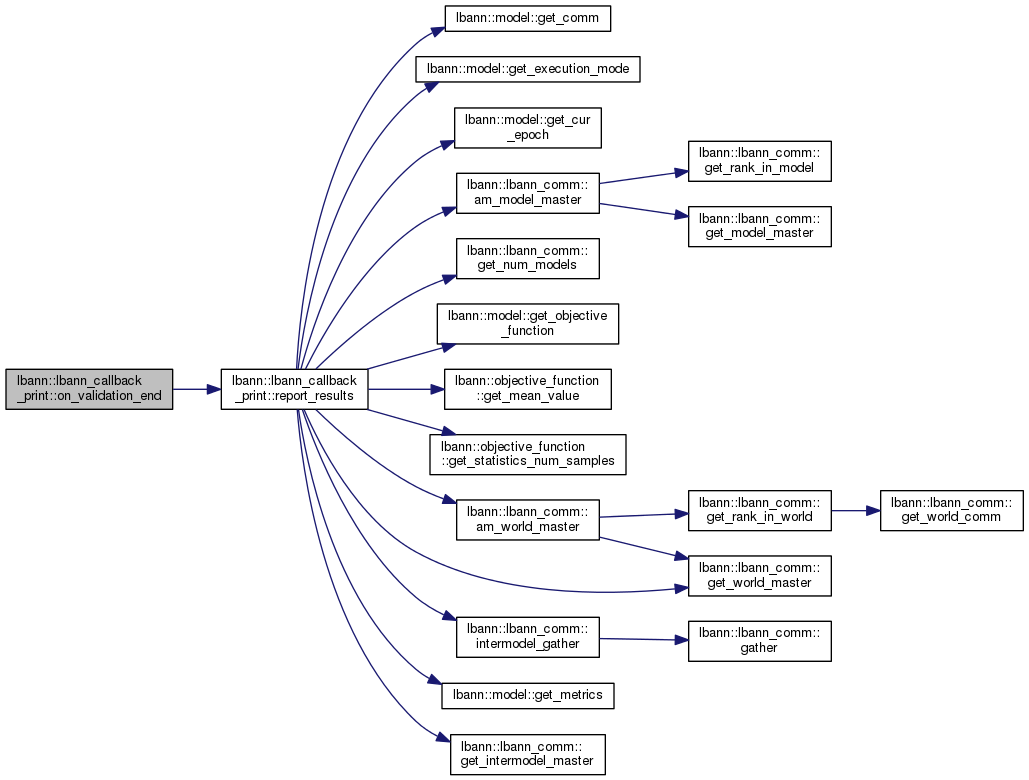 lbann::lbann_callback
_print::on_validation_end
lbann::lbann_callback
_print::report_results
lbann::model::get_comm
lbann::model::get_execution_mode
lbann::model::get_cur
_epoch
lbann::lbann_comm::
am_model_master
lbann::lbann_comm::
get_rank_in_model
lbann::lbann_comm::
get_model_master
lbann::lbann_comm::
get_num_models
lbann::model::get_objective
_function
lbann::objective_function
::get_mean_value
lbann::objective_function
::get_statistics_num_samples
lbann::lbann_comm::
am_world_master
lbann::lbann_comm::
get_rank_in_world
lbann::lbann_comm::
get_world_comm
lbann::lbann_comm::
get_world_master
lbann::lbann_comm::
intermodel_gather
lbann::lbann_comm::
gather
lbann::model::get_metrics
lbann::lbann_comm::
get_intermodel_master